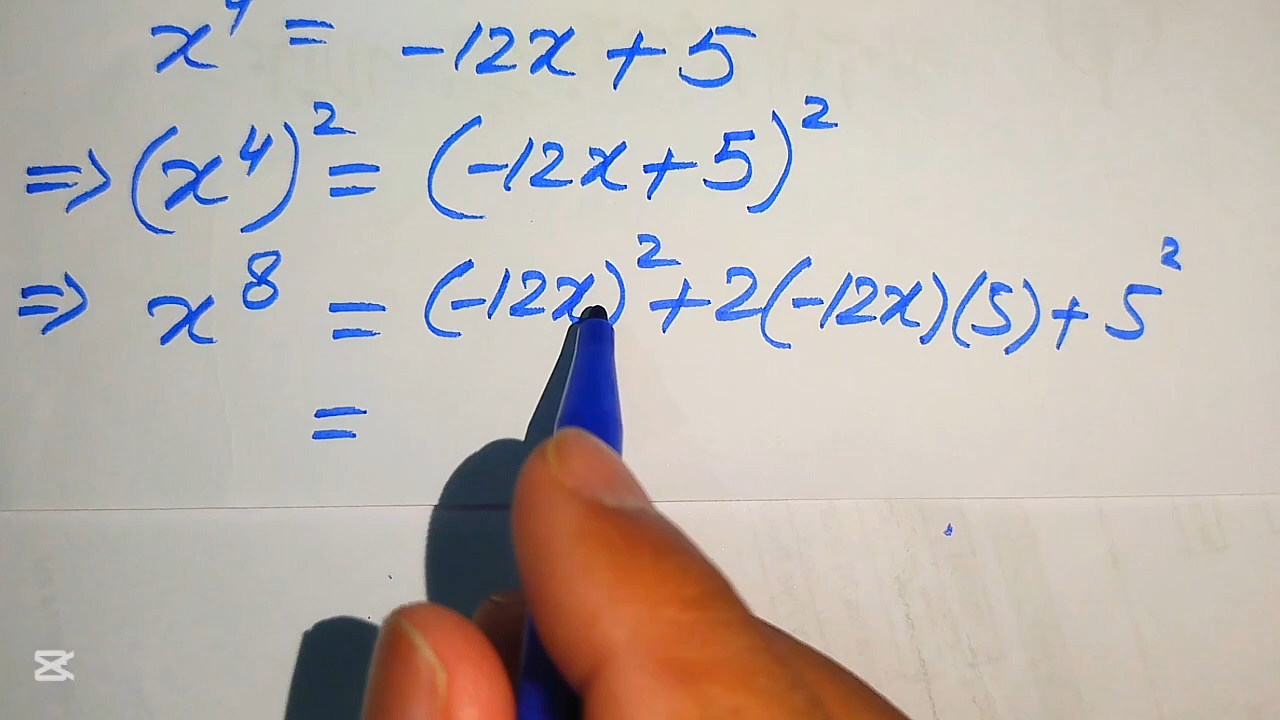 x⁴ = -12x + 5
⇒ (x⁴)² = (-12x + 5)²
⇒ x⁸ = (-12x)² + 2(-12x)(5) + 5²
=